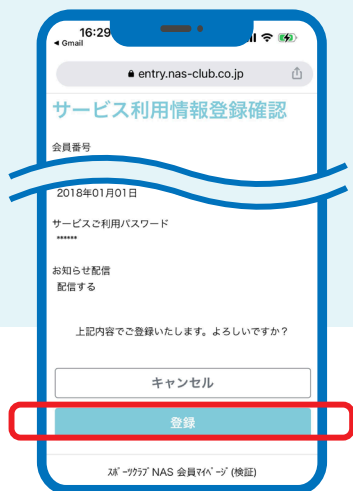 16:29
◀ Gmail
entry.nas-club.co.jp
サービス利用情報登録確認
会員番号
2018年01月01日
サービスご利用パスワード
******
お知らせ配信
配信する
上記内容でご登録いたします。よろしいですか？
キャンセル
登録
ｽﾎﾟｰﾂｸﾗﾌﾞ NAS 会員ﾏｲﾍﾟｰｼﾞ (検証)